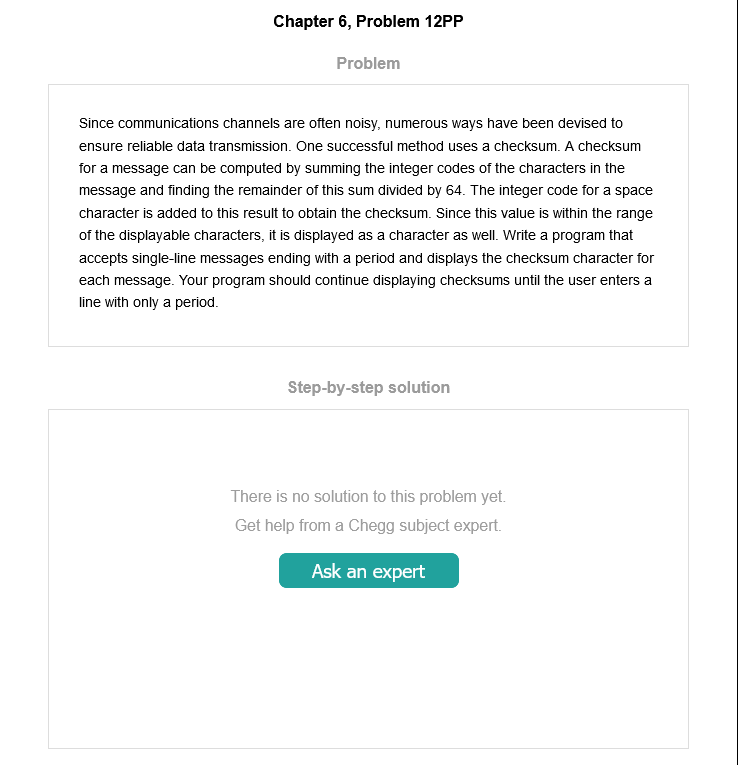 Chapter 6, Problem 12PP
Problem
Since communications channels are often noisy, numerous ways have been devised to
ensure reliable data transmission. One successful method uses a checksum. A checksum
for a message can be computed by summing the integer codes of the characters in the
message and finding the remainder of this sum divided by 64. The integer code for a space
character is added to this result to obtain the checksum. Since this value is within the range
of the displayable characters, it is displayed as a character as well. Write a program that
accepts single-line messages ending with a period and displays the checksum character for
each message. Your program should continue displaying checksums until the user enters a
line with only a period.
Step-by-step solution
There is no solution to this problem yet.
Get help from a Chegg subject expert.
Ask an expert